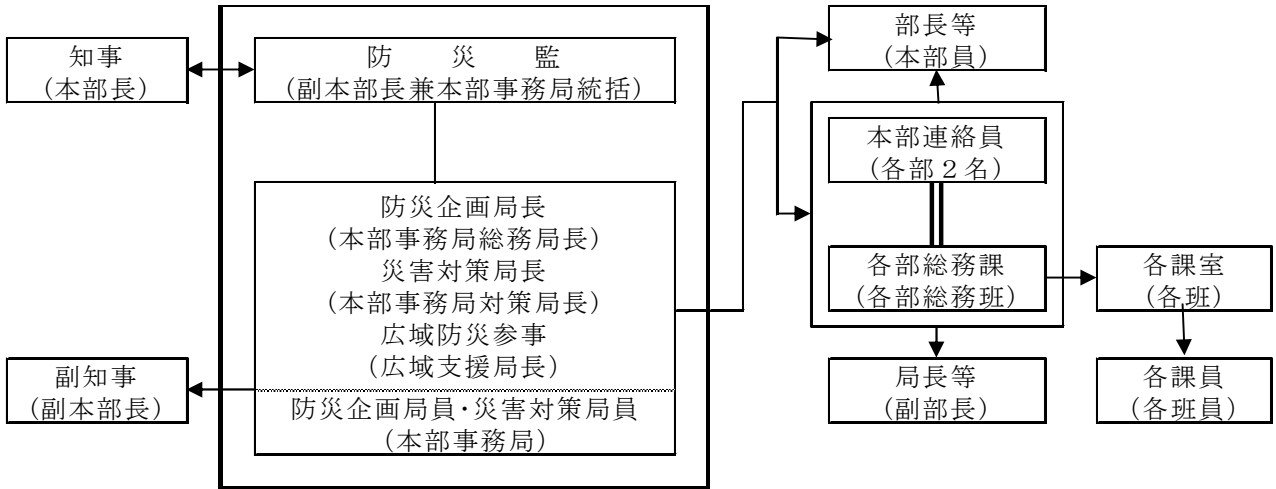 知事
(本部長)
防　災　監
(副本部長兼本部事務局統括)
防災企画局長
(本部事務局総務局長)
災害対策局長
(本部事務局対策局長)
広域防災参事
(広域支援局長)
防災企画局員・災害対策局員
(本部事務局)
副知事
(副本部長)
部長等
(本部員)
本部連絡員
(各部２名)
各部総務課
(各部総務班)
局長等
(副部長)
各課室
(各班)
各課員
(各班員)